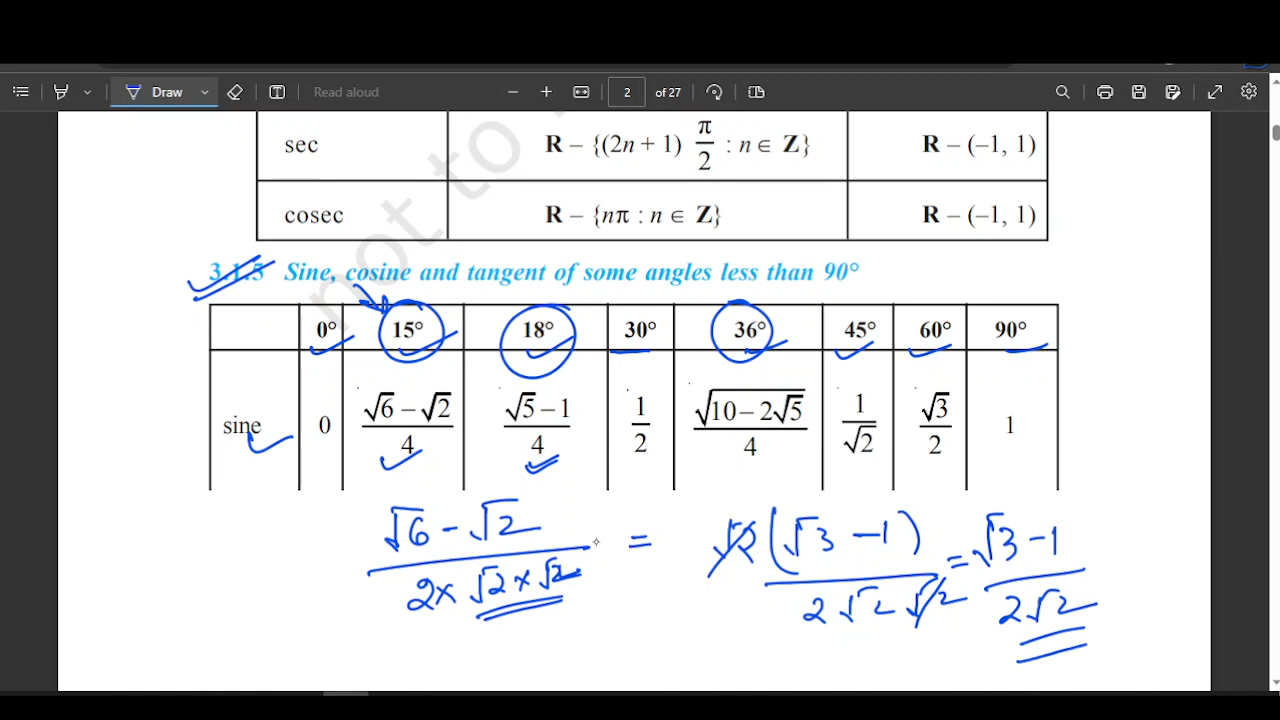 Draw
Read aloud
2 of 27
sec R – {(2n + 1) π/2 : n ∈ Z} R – (–1, 1)
cosec R – {nπ : n ∈ Z} R – (–1, 1)
not to
3.1.5 Sine, cosine and tangent of some angles less than 90°
0° 15° 18° 30° 36° 45° 60° 90°
sine 0 (√6 – √2)/4 (√5 – 1)/4 1/2 √(10 – 2√5)/4 1/√2 √3/2 1
(√6 - √2)/(2 × √2 × √2) = √2(√3 - 1)/(2√2 √2) = (√3 - 1)/(2√2)